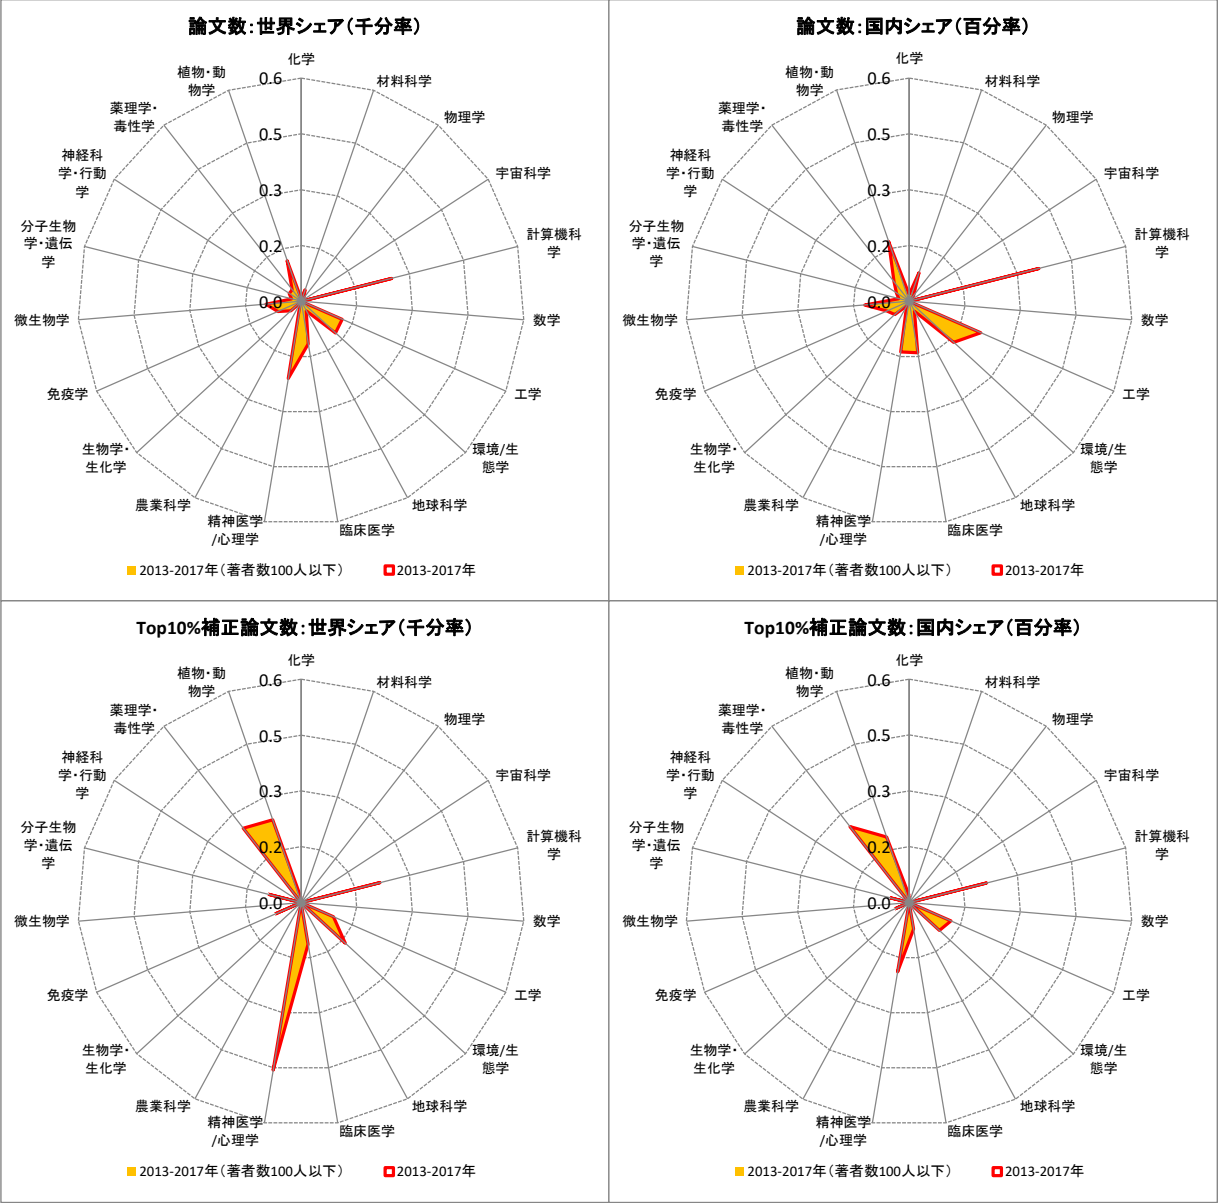 論文数：世界シェア（千分率）
化学
材料科学
物理学
宇宙科学
計算機科
学
数学
工学
環境/生
態学
地球科学
臨床医学
精神医学
/心理学
農業科学
生物学・
生化学
免疫学
微生物学
分子生物
学・遺伝
学
神経科
学・行動
学
薬理学・
毒性学
植物・動
物学
0.6
0.5
0.3
0.2
0.0
2013-2017年（著者数100人以下）
2013-2017年
論文数：国内シェア（百分率）
化学
材料科学
物理学
宇宙科学
計算機科
学
数学
工学
環境/生
態学
地球科学
臨床医学
精神医学
/心理学
農業科学
生物学・
生化学
免疫学
微生物学
分子生物
学・遺伝
学
神経科
学・行動
学
薬理学・
毒性学
植物・動
物学
0.6
0.5
0.3
0.2
0.0
2013-2017年（著者数100人以下）
2013-2017年
Top10%補正論文数：世界シェア（千分率）
化学
材料科学
物理学
宇宙科学
計算機科
学
数学
工学
環境/生
態学
地球科学
臨床医学
精神医学
/心理学
農業科学
生物学・
生化学
免疫学
微生物学
分子生物
学・遺伝
学
神経科
学・行動
学
薬理学・
毒性学
植物・動
物学
0.6
0.5
0.3
0.2
0.0
2013-2017年（著者数100人以下）
2013-2017年
Top10%補正論文数：国内シェア（百分率）
化学
材料科学
物理学
宇宙科学
計算機科
学
数学
工学
環境/生
態学
地球科学
臨床医学
精神医学
/心理学
農業科学
生物学・
生化学
免疫学
微生物学
分子生物
学・遺伝
学
神経科
学・行動
学
薬理学・
毒性学
植物・動
物学
0.6
0.5
0.3
0.2
0.0
2013-2017年（著者数100人以下）
2013-2017年